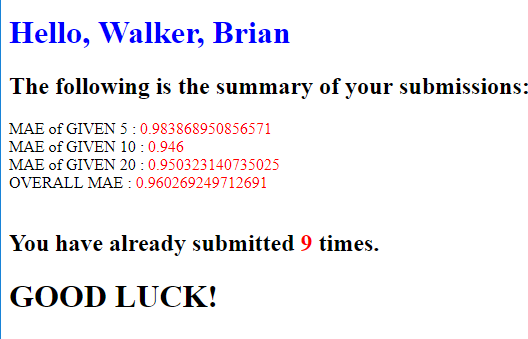 Hello, Walker, Brian
The following is the summary of your submissions:
MAE of GIVEN 5 : 0.983868950856571
MAE of GIVEN 10 : 0.946
MAE of GIVEN 20 : 0.950323140735025
OVERALL MAE : 0.960269249712691
You have already submitted 9 times.
GOOD LUCK!